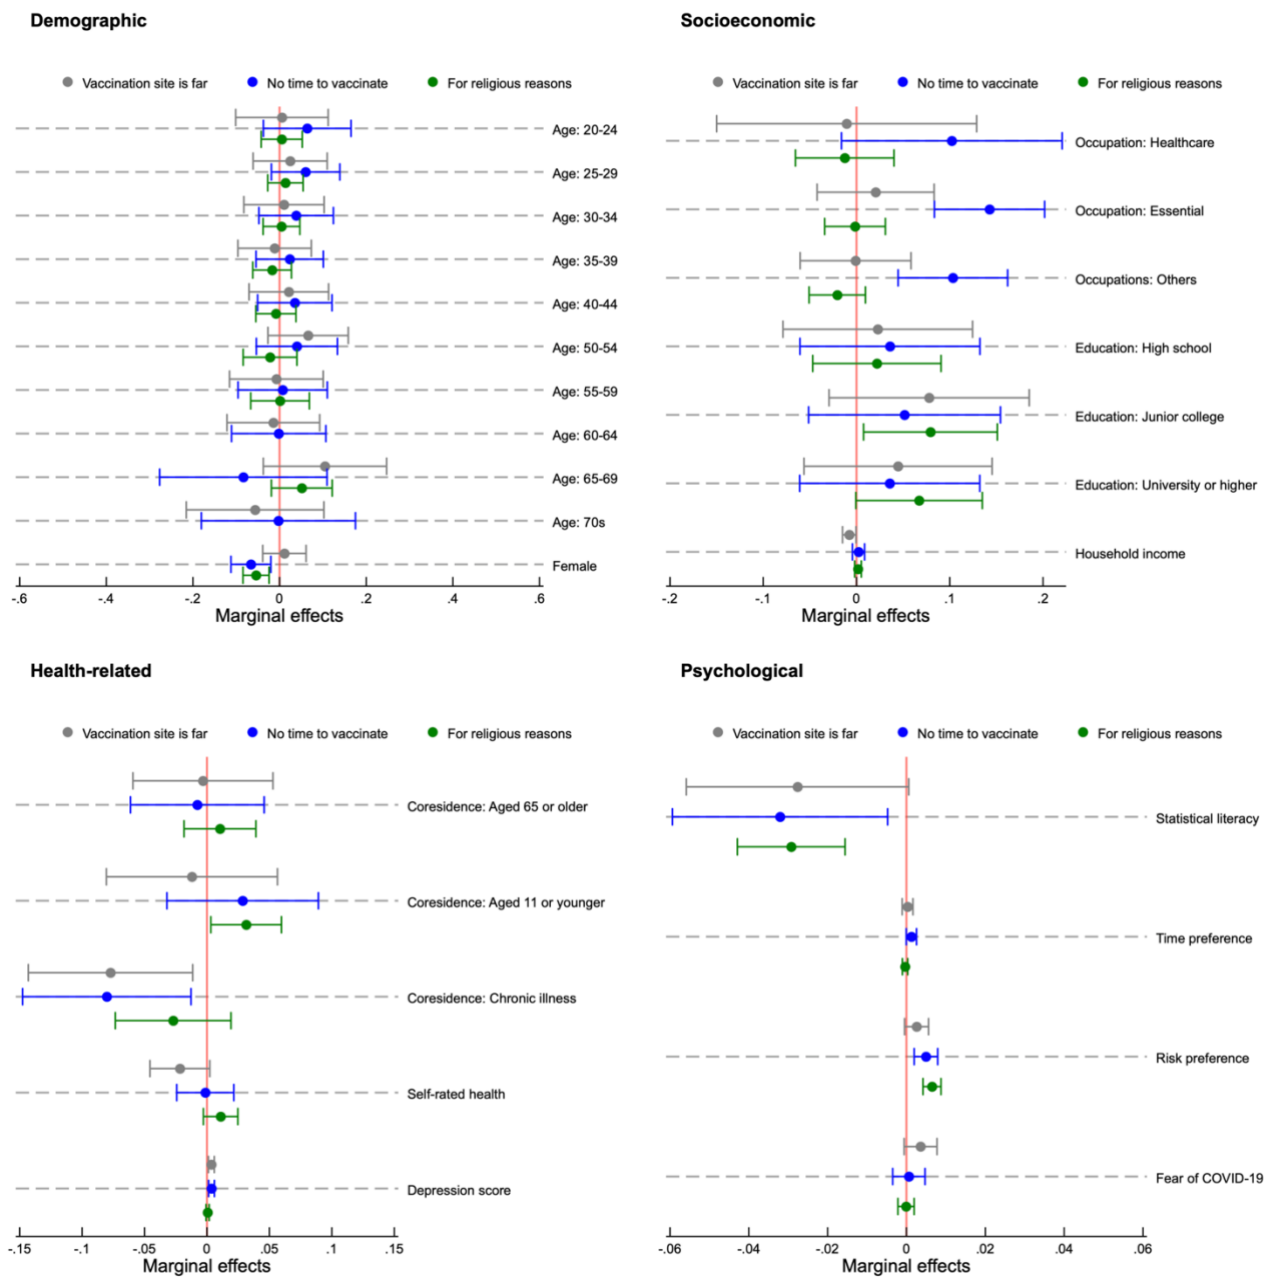 Demographic
Vaccination site is far No time to vaccinate For religious reasons
Age: 20-24
Age: 25-29
Age: 30-34
Age: 35-39
Age: 40-44
Age: 50-54
Age: 55-59
Age: 60-64
Age: 65-69
Age: 70s
Female
-.6 -.4 -.2 0 .2 .4 .6
Marginal effects
Socioeconomic
Vaccination site is far No time to vaccinate For religious reasons
Occupation: Healthcare
Occupation: Essential
Occupations: Others
Education: High school
Education: Junior college
Education: University or higher
Household income
-.2 -.1 0 .1 .2
Marginal effects
Health-related
Vaccination site is far No time to vaccinate For religious reasons
Coresidence: Aged 65 or older
Coresidence: Aged 11 or younger
Coresidence: Chronic illness
Self-rated health
Depression score
-.15 -.1 -.05 0 .05 .1 .15
Marginal effects
Psychological
Vaccination site is far No time to vaccinate For religious reasons
Statistical literacy
Time preference
Risk preference
Fear of COVID-19
-.06 -.04 -.02 0 .02 .04 .06
Marginal effects